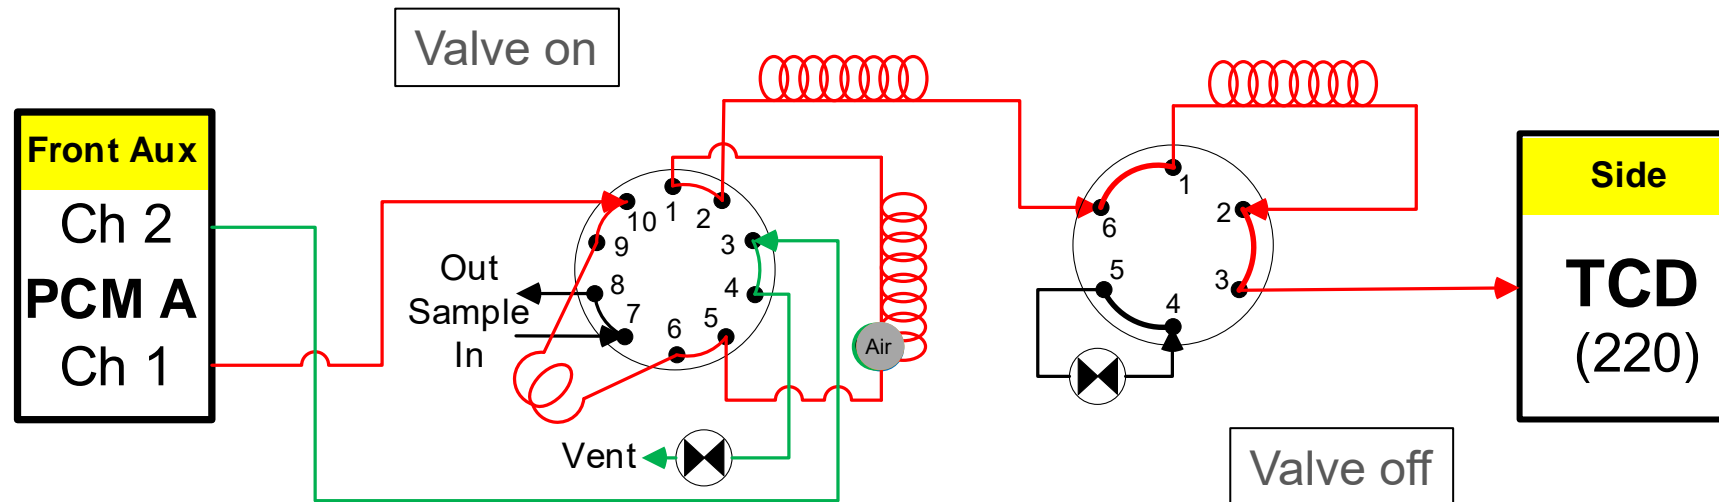 Valve on
Front Aux
Ch 2
PCM A
Ch 1
Out
Sample
In
1
2
3
4
5
6
7
8
9
10
Air
Vent
1
2
3
4
5
6
Side
TCD
(220)
Valve off